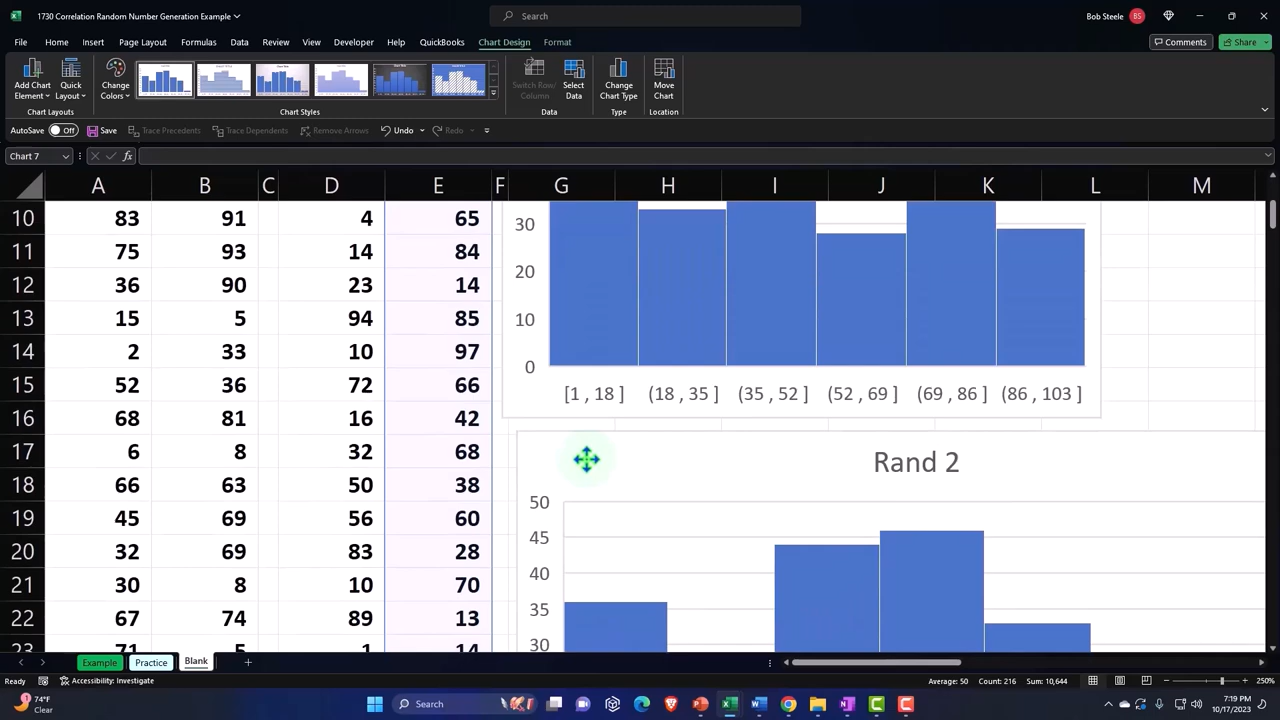 1730 Correlation Random Number Generation Example
Search
Bob Steele BS
File Home Insert Page Layout Formulas Data Review View Developer Help QuickBooks Chart Design Format Comments Share
Add Chart Element Quick Layout Change Colors Switch Row/Column Select Data Change Chart Type Move Chart
Chart Layouts Chart Styles Data Type Location
AutoSave Off Save Trace Precedents Trace Dependents Remove Arrows Undo Redo
Chart 7 fx
A B C D E F G H I J K L M
10 83 91 4 65
11 75 93 14 84
12 36 90 23 14
13 15 5 94 85
14 2 33 10 97
15 52 36 72 66
16 68 81 16 42
17 6 8 32 68
18 66 63 50 38
19 45 69 56 60
20 32 69 83 28
21 30 8 10 70
22 67 74 89 13
23 71 5 1 14
30
20
10
0
[1 , 18 ] (18 , 35 ] (35 , 52 ] (52 , 69 ] (69 , 86 ] (86 , 103 ]
Rand 2
50
45
40
35
30
Example Practice Blank
Ready Accessibility: Investigate Average: 50 Count: 216 Sum: 10,644 250%
74°F
Clear
Search
7:19 PM
10/17/2023